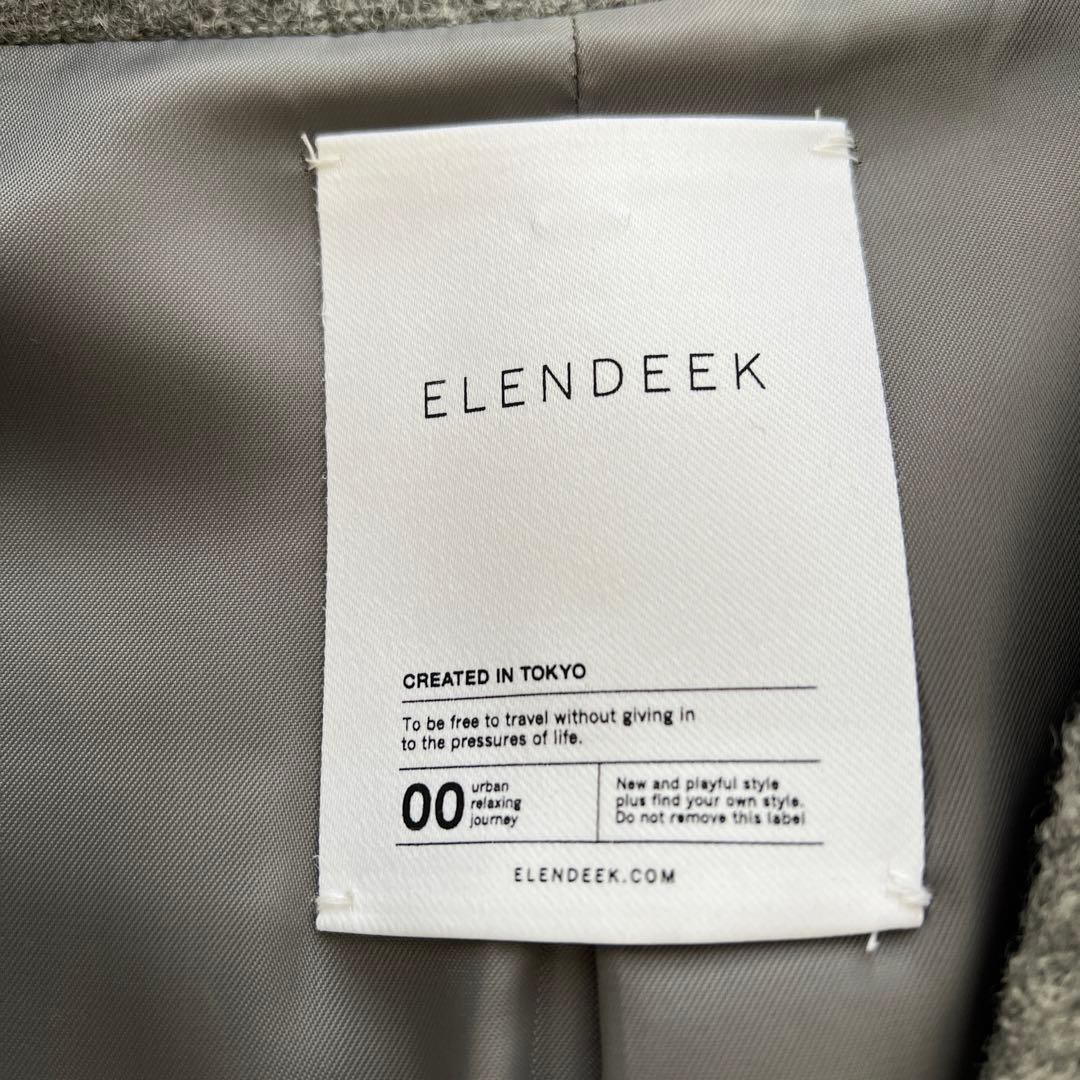 ELENDEEK
CREATED IN TOKYO
To be free to travel without giving in
to the pressures of life.
00
urban
relaxing
journey
New and playful style
plus find your own style.
Do not remove this label
ELENDEEK.COM